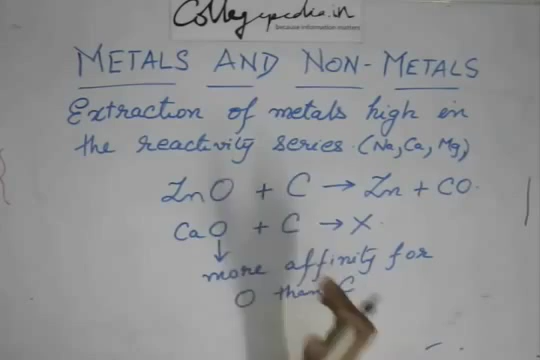 Collegepedia.in
because information matters
METALS AND NON-METALS
Extraction of metals high in
the reactivity series. (Na, Ca, Mg)
ZnO + C → Zn + CO.
CaO + C → X.
↓
more affinity for
O than C